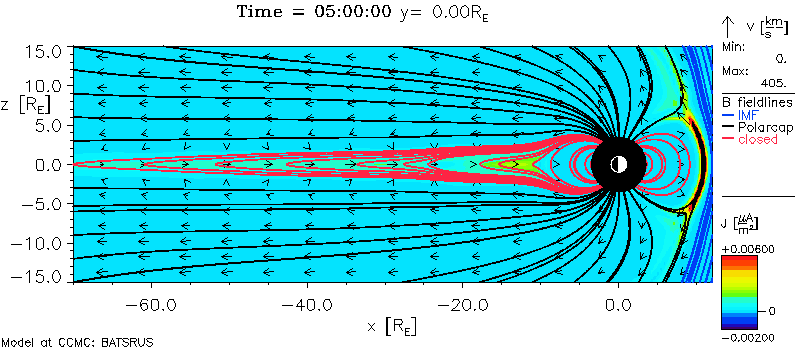 Time = 05:00:00 y= 0.00R_E
z [R_E]
15.0
10.0
5.0
0.0
−5.0
−10.0
−15.0
−60.0 −40.0 −20.0 0.0
x [R_E]
Model at CCMC: BATSRUS
V [km/s]
Min:
0.
Max:
405.
B fieldlines
IMF
Polarcap
closed
J [μA/m²]
+0.00600
0
−0.00200